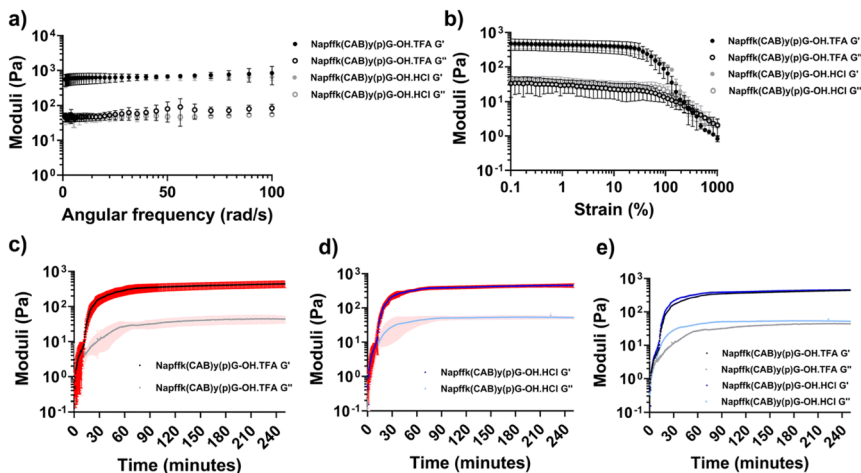 a)
10⁵
10⁴
10³
10²
10¹
10⁰
Moduli (Pa)
0
50
100
Angular frequency (rad/s)
Napffk(CAB)y(p)G-OH.TFA G'
Napffk(CAB)y(p)G-OH.TFA G''
Napffk(CAB)y(p)G-OH.HCl G'
Napffk(CAB)y(p)G-OH.HCl G''
b)
10³
10²
10¹
10⁰
10⁻¹
Moduli (Pa)
0.1
1
10
100
1000
Strain (%)
Napffk(CAB)y(p)G-OH.TFA G'
Napffk(CAB)y(p)G-OH.TFA G''
Napffk(CAB)y(p)G-OH.HCl G'
Napffk(CAB)y(p)G-OH.HCl G''
c)
10³
10²
10¹
10⁰
10⁻¹
Moduli (Pa)
0
30
60
90
120
150
180
210
240
Time (minutes)
Napffk(CAB)y(p)G-OH.TFA G'
Napffk(CAB)y(p)G-OH.TFA G''
d)
10³
10²
10¹
10⁰
10⁻¹
Moduli (Pa)
0
30
60
90
120
150
180
210
240
Time (minutes)
Napffk(CAB)y(p)G-OH.HCl G'
Napffk(CAB)y(p)G-OH.HCl G''
e)
10³
10²
10¹
10⁰
10⁻¹
Moduli (Pa)
0
30
60
90
120
150
180
210
240
Time (minutes)
Napffk(CAB)y(p)G-OH.TFA G'
Napffk(CAB)y(p)G-OH.TFA G''
Napffk(CAB)y(p)G-OH.HCl G'
Napffk(CAB)y(p)G-OH.HCl G''